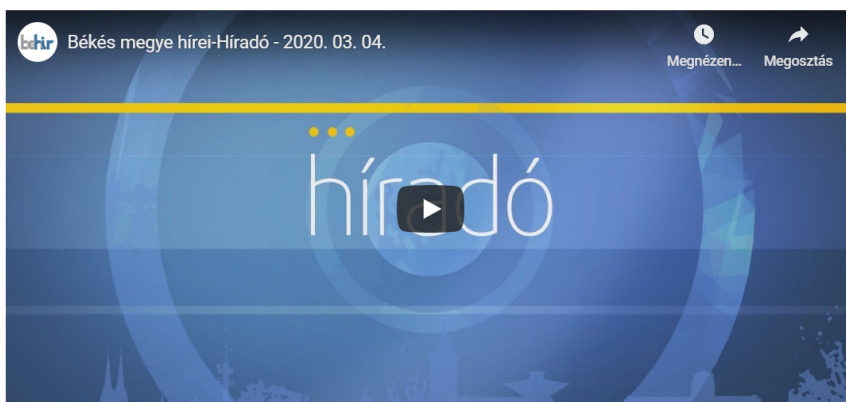 behir
Békés megye hírei-Híradó - 2020. 03. 04.
Megnézen...
Megosztás
híradó